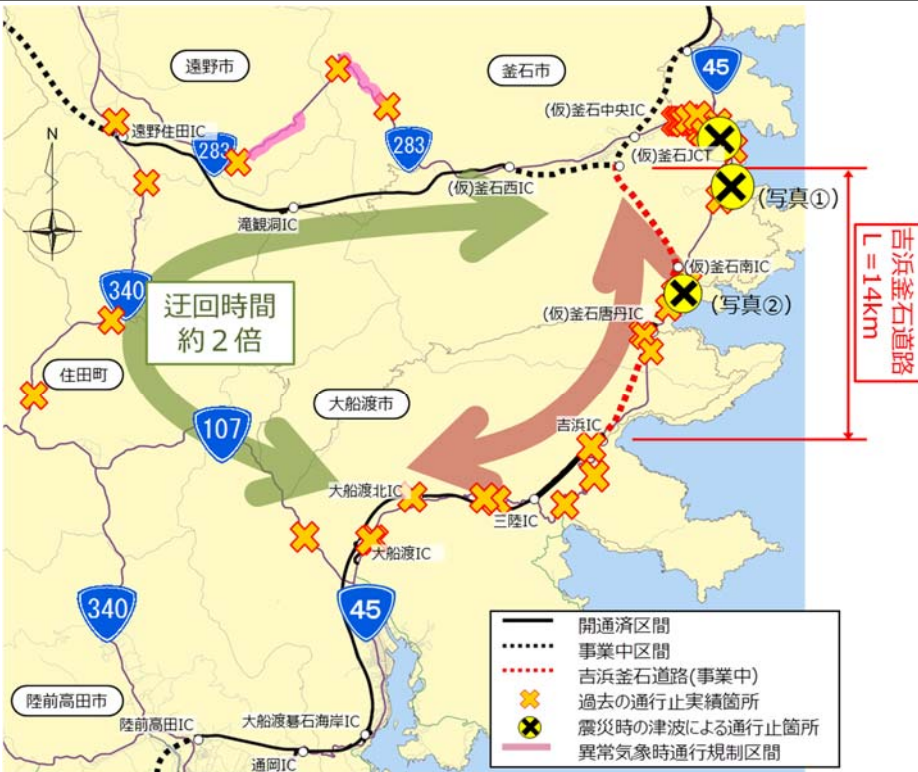 遠野市
釜石市
45
(仮)釜石中央IC
遠野住田IC
283
283
(仮)釜石JCT
N
(仮)釜石西IC
(写真①)
滝観洞IC
吉浜釜石道路
L=14km
(仮)釜石南IC
340
迂回時間
約2倍
(写真②)
(仮)釜石唐丹IC
住田町
大船渡市
107
吉浜IC
大船渡北IC
三陸IC
大船渡IC
340
45
開通済区間
事業中区間
吉浜釜石道路(事業中)
過去の通行止実績箇所
震災時の津波による通行止箇所
異常気象時通行規制区間
陸前高田市
陸前高田IC
大船渡碁石海岸IC
通岡IC